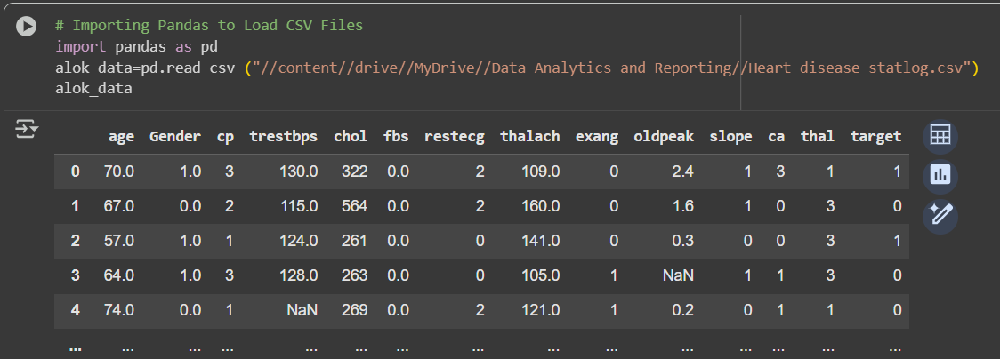 # Importing Pandas to Load CSV Files
import pandas as pd
alok_data=pd.read_csv ("//content//drive//MyDrive//Data Analytics and Reporting//Heart_disease_statlog.csv")
alok_data
age Gender cp trestbps chol fbs restecg thalach exang oldpeak slope ca thal target
0 70.0 1.0 3 130.0 322 0.0 2 109.0 0 2.4 1 3 1 1
1 67.0 0.0 2 115.0 564 0.0 2 160.0 0 1.6 1 0 3 0
2 57.0 1.0 1 124.0 261 0.0 0 141.0 0 0.3 0 0 3 1
3 64.0 1.0 3 128.0 263 0.0 0 105.0 1 NaN 1 1 3 0
4 74.0 0.0 1 NaN 269 0.0 2 121.0 1 0.2 0 1 1 0
... ... ... ... ... ... ... ... ... ... ... ... ... ... ...